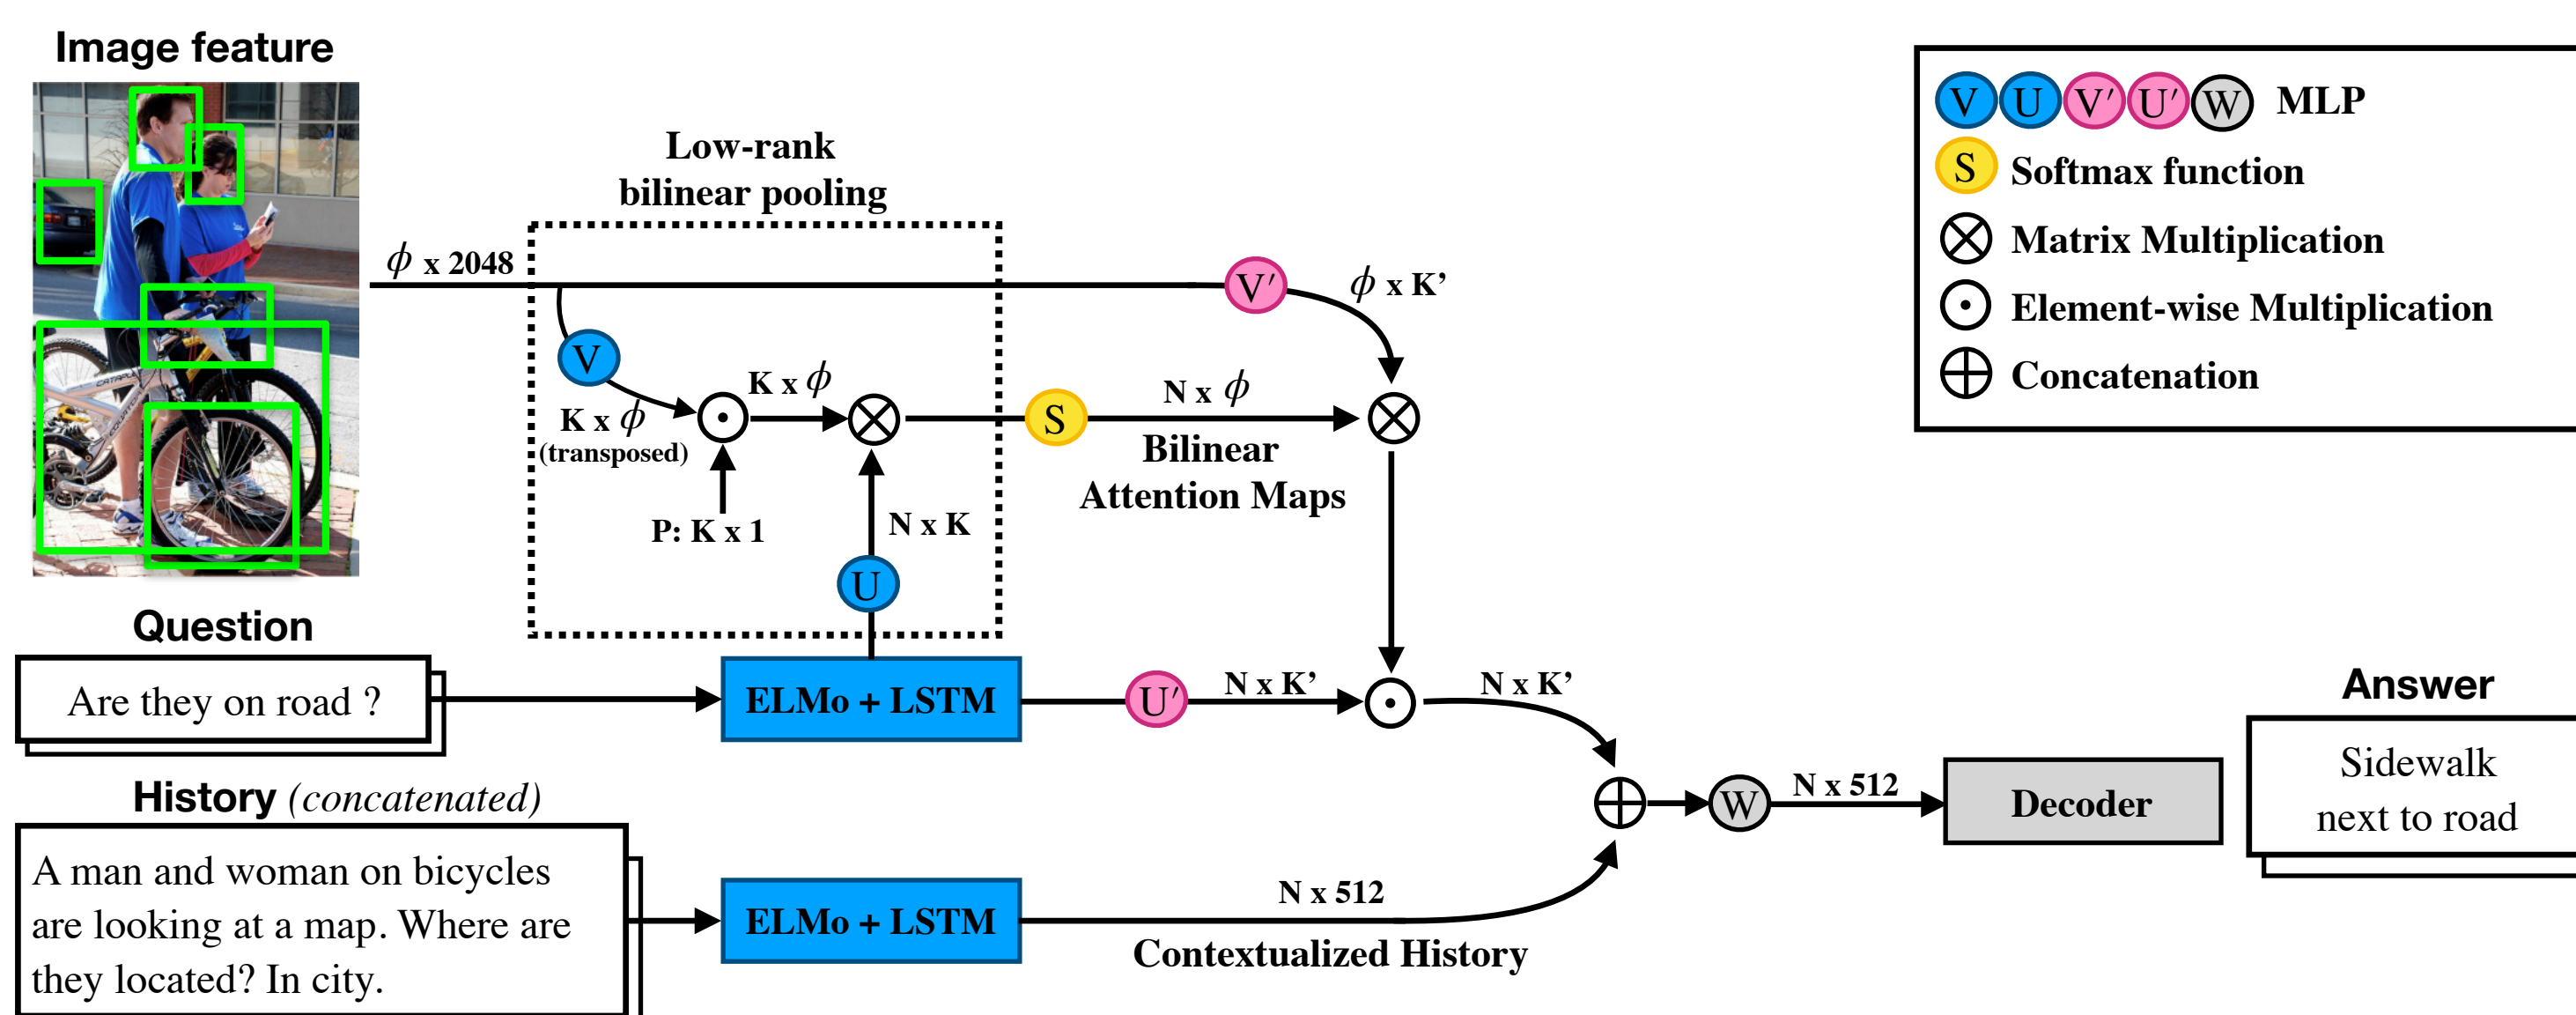 Image feature
Low-rank
bilinear pooling
ϕ x 2048
V
K x ϕ
(transposed)
K x ϕ
P: K x 1
N x K
U
S
N x ϕ
Bilinear
Attention Maps
V′
ϕ x K’
V U V′ U′ W MLP
S Softmax function
Matrix Multiplication
Element-wise Multiplication
Concatenation
Question
Are they on road ?
ELMo + LSTM
U′
N x K’
N x K’
History (concatenated)
A man and woman on bicycles
are looking at a map. Where are
they located? In city.
ELMo + LSTM
N x 512
Contextualized History
W
N x 512
Decoder
Answer
Sidewalk
next to road